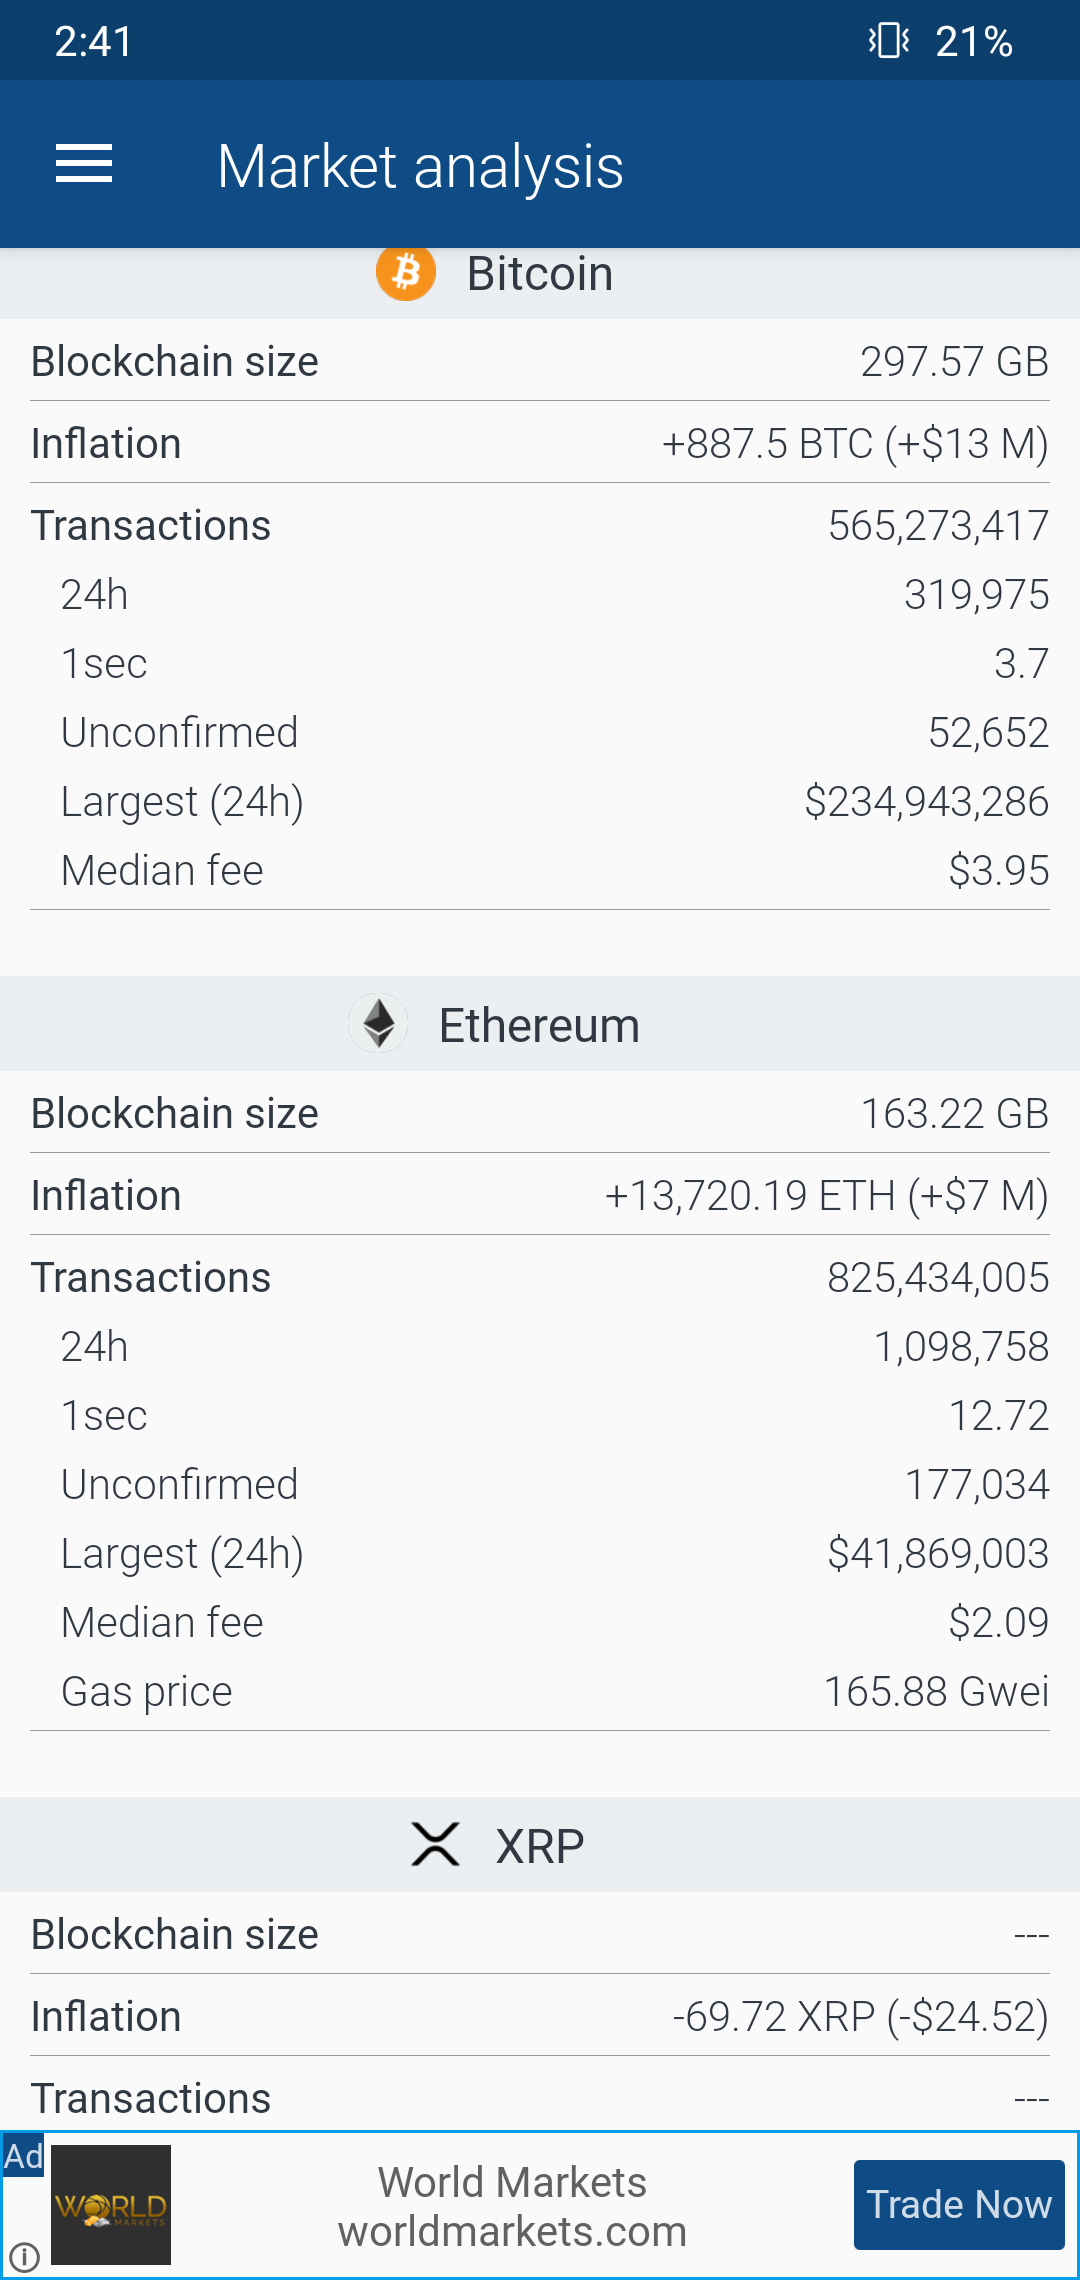 2:41 21%
Market analysis
Bitcoin
Blockchain size 297.57 GB
Inflation +887.5 BTC (+$13 M)
Transactions 565,273,417
24h 319,975
1sec 3.7
Unconfirmed 52,652
Largest (24h) $234,943,286
Median fee $3.95
Ethereum
Blockchain size 163.22 GB
Inflation +13,720.19 ETH (+$7 M)
Transactions 825,434,005
24h 1,098,758
1sec 12.72
Unconfirmed 177,034
Largest (24h) $41,869,003
Median fee $2.09
Gas price 165.88 Gwei
XRP
Blockchain size ---
Inflation -69.72 XRP (-$24.52)
Transactions ---
Ad
WORLD
MARKETS
World Markets
worldmarkets.com
Trade Now